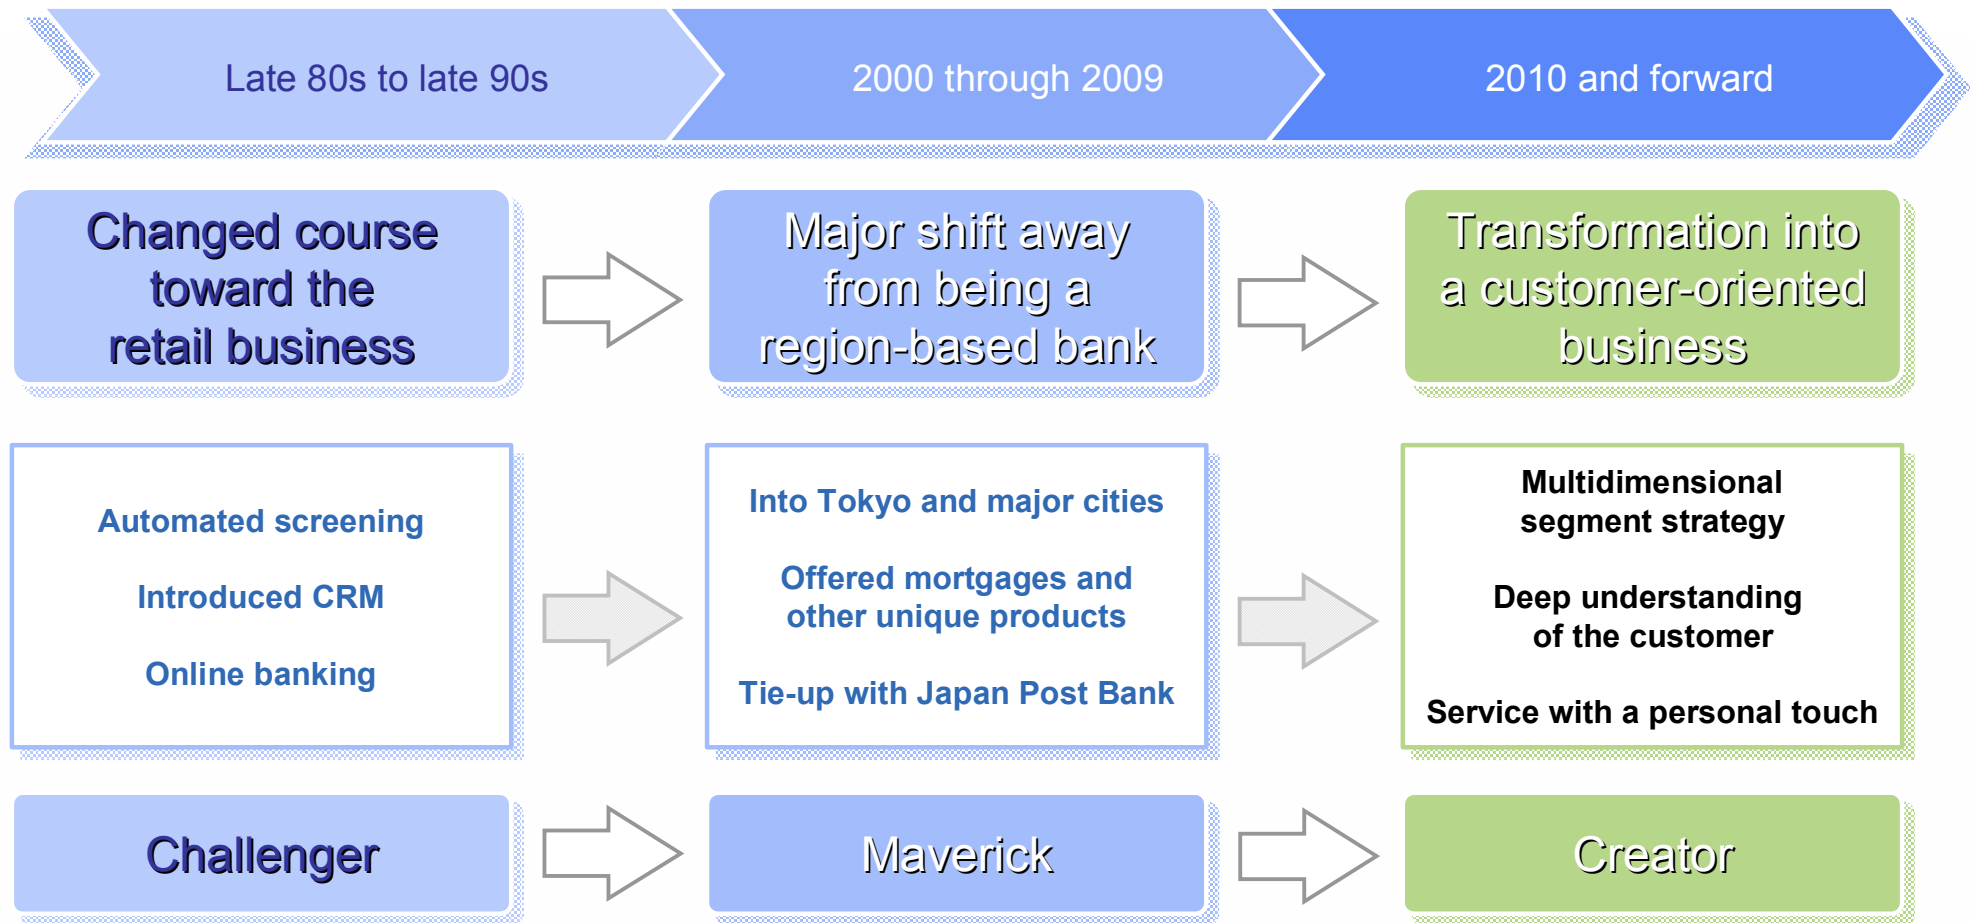 Late 80s to late 90s
2000 through 2009
2010 and forward
Changed course
toward the
retail business
Major shift away
from being a
region-based bank
Transformation into
a customer-oriented
business
Automated screening
Introduced CRM
Online banking
Into Tokyo and major cities
Offered mortgages and
other unique products
Tie-up with Japan Post Bank
Multidimensional
segment strategy
Deep understanding
of the customer
Service with a personal touch
Challenger
Maverick
Creator